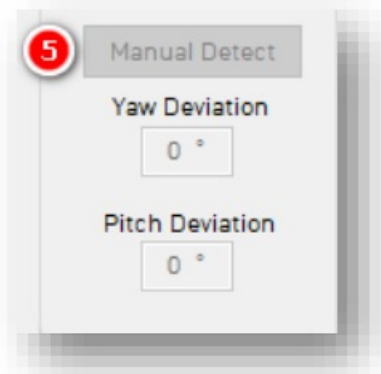 5 Manual Detect
Yaw Deviation
0 °
Pitch Deviation
0 °